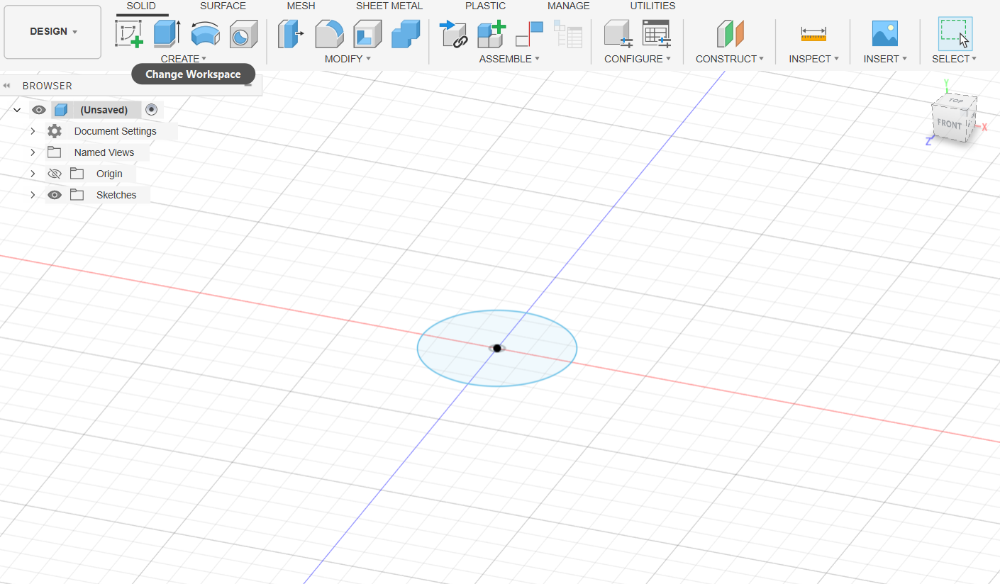 SOLID SURFACE MESH SHEET METAL PLASTIC MANAGE UTILITIES
DESIGN
CREATE MODIFY ASSEMBLE CONFIGURE CONSTRUCT INSPECT INSERT SELECT
Change Workspace
BROWSER
(Unsaved)
Document Settings
Named Views
Origin
Sketches
Y
TOP
FRONT
X
Z